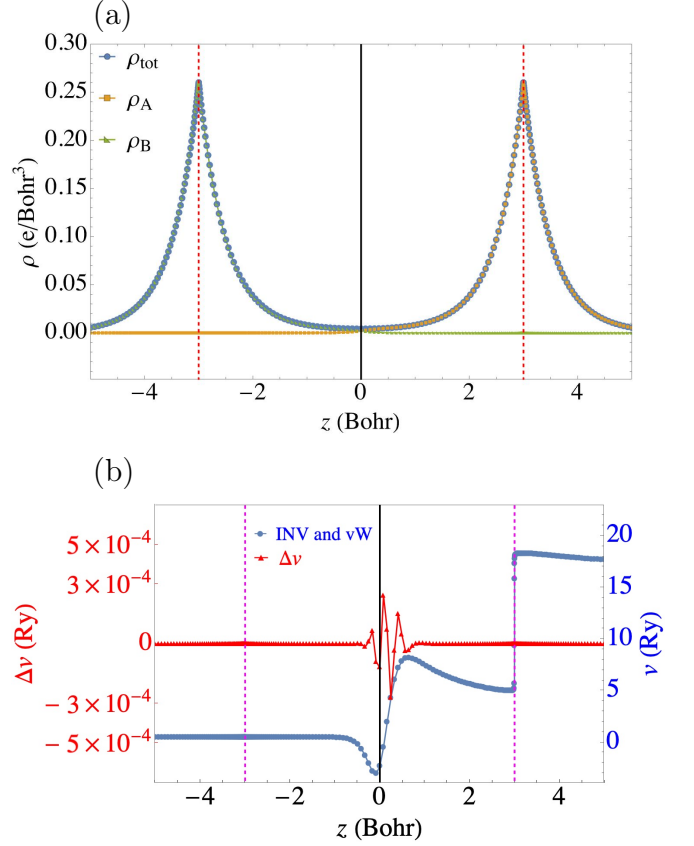 (a)
0.30
0.25
0.20
0.15
0.10
0.05
0.00
ρ (e/Bohr³)
ρtot
ρA
ρB
−4 −2 0 2 4
z (Bohr)
(b)
5×10⁻⁴
3×10⁻⁴
0
−3×10⁻⁴
−5×10⁻⁴
Δv (Ry)
INV and vW
Δv
20
15
10
5
0
v (Ry)
−4 −2 0 2 4
z (Bohr)